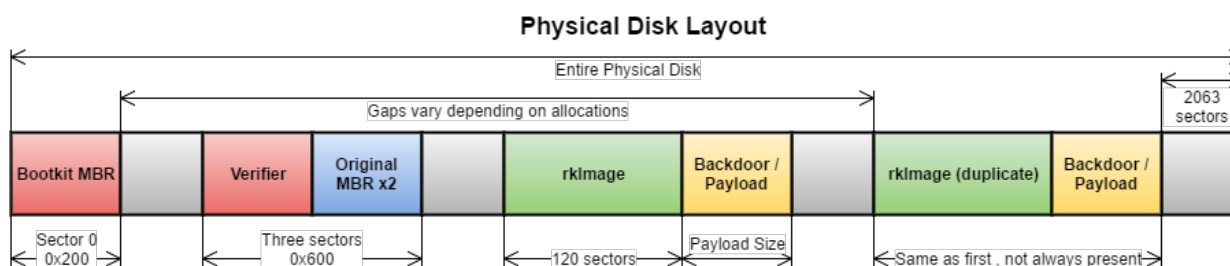 Physical Disk Layout
Entire Physical Disk
Gaps vary depending on allocations
2063
sectors
Bootkit MBR
Verifier
Original
MBR x2
rkImage
Backdoor /
Payload
rkImage (duplicate)
Backdoor /
Payload
Sector 0
0x200
Three sectors
0x600
120 sectors
Payload Size
Same as first , not always present